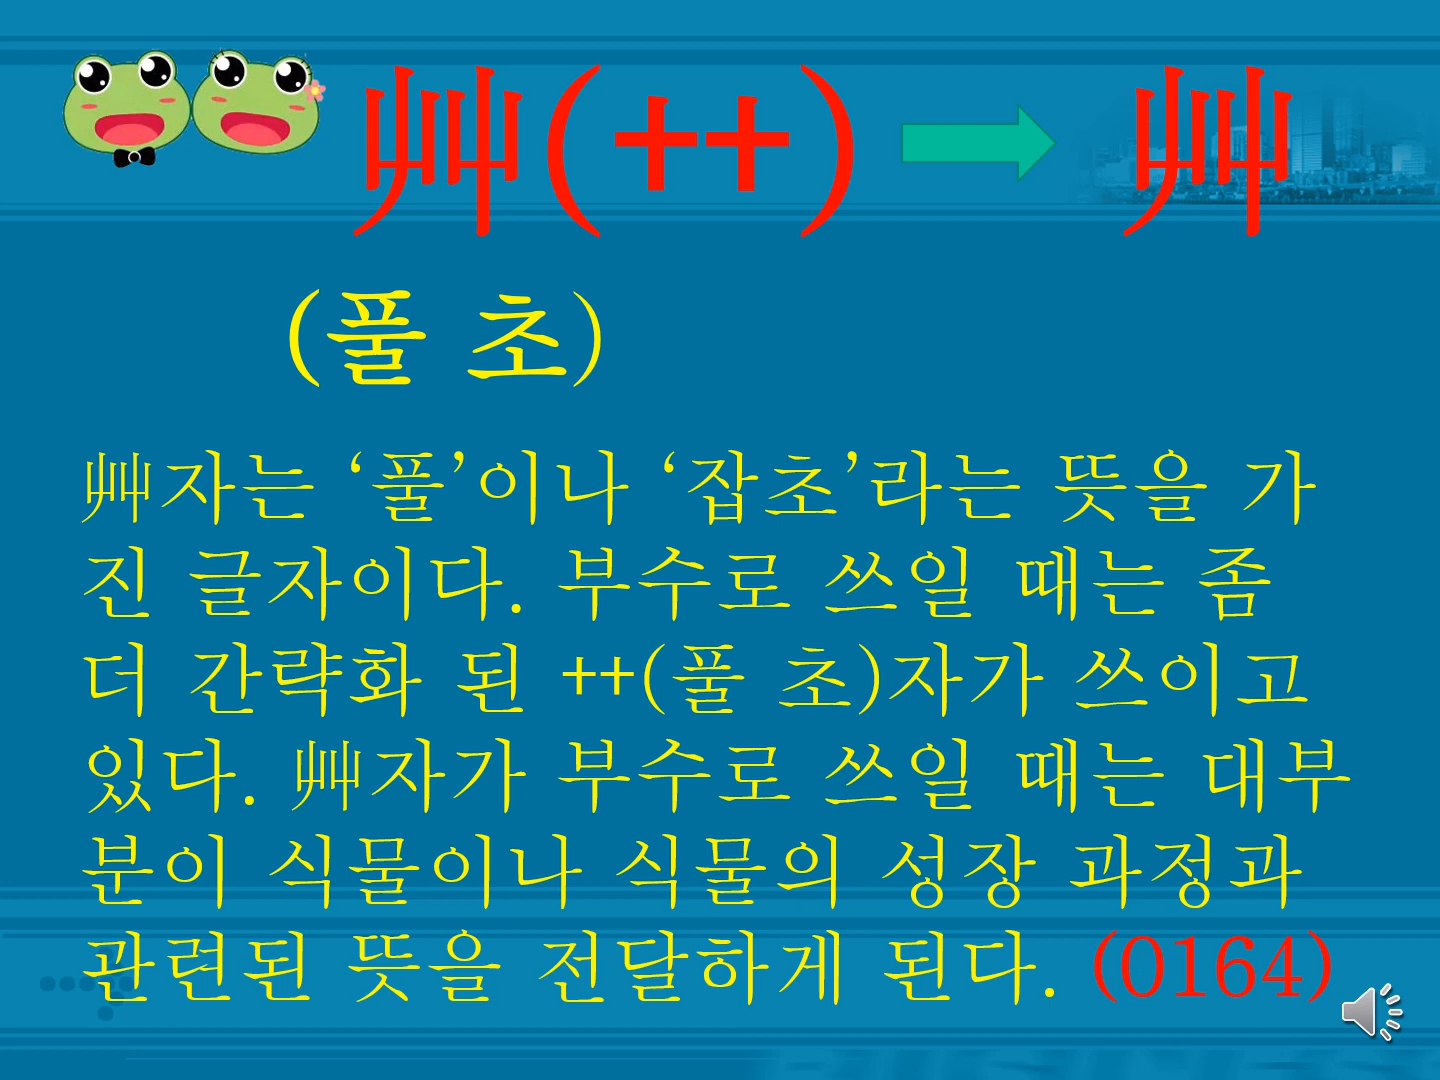 艸(++) 艸
(풀 초)
艸자는 ‘풀’이나 ‘잡초’라는 뜻을 가
진 글자이다. 부수로 쓰일 때는 좀
더 간략화 된 ++(풀 초)자가 쓰이고
있다. 艸자가 부수로 쓰일 때는 대부
분이 식물이나 식물의 성장 과정과
관련된 뜻을 전달하게 된다. (0164)